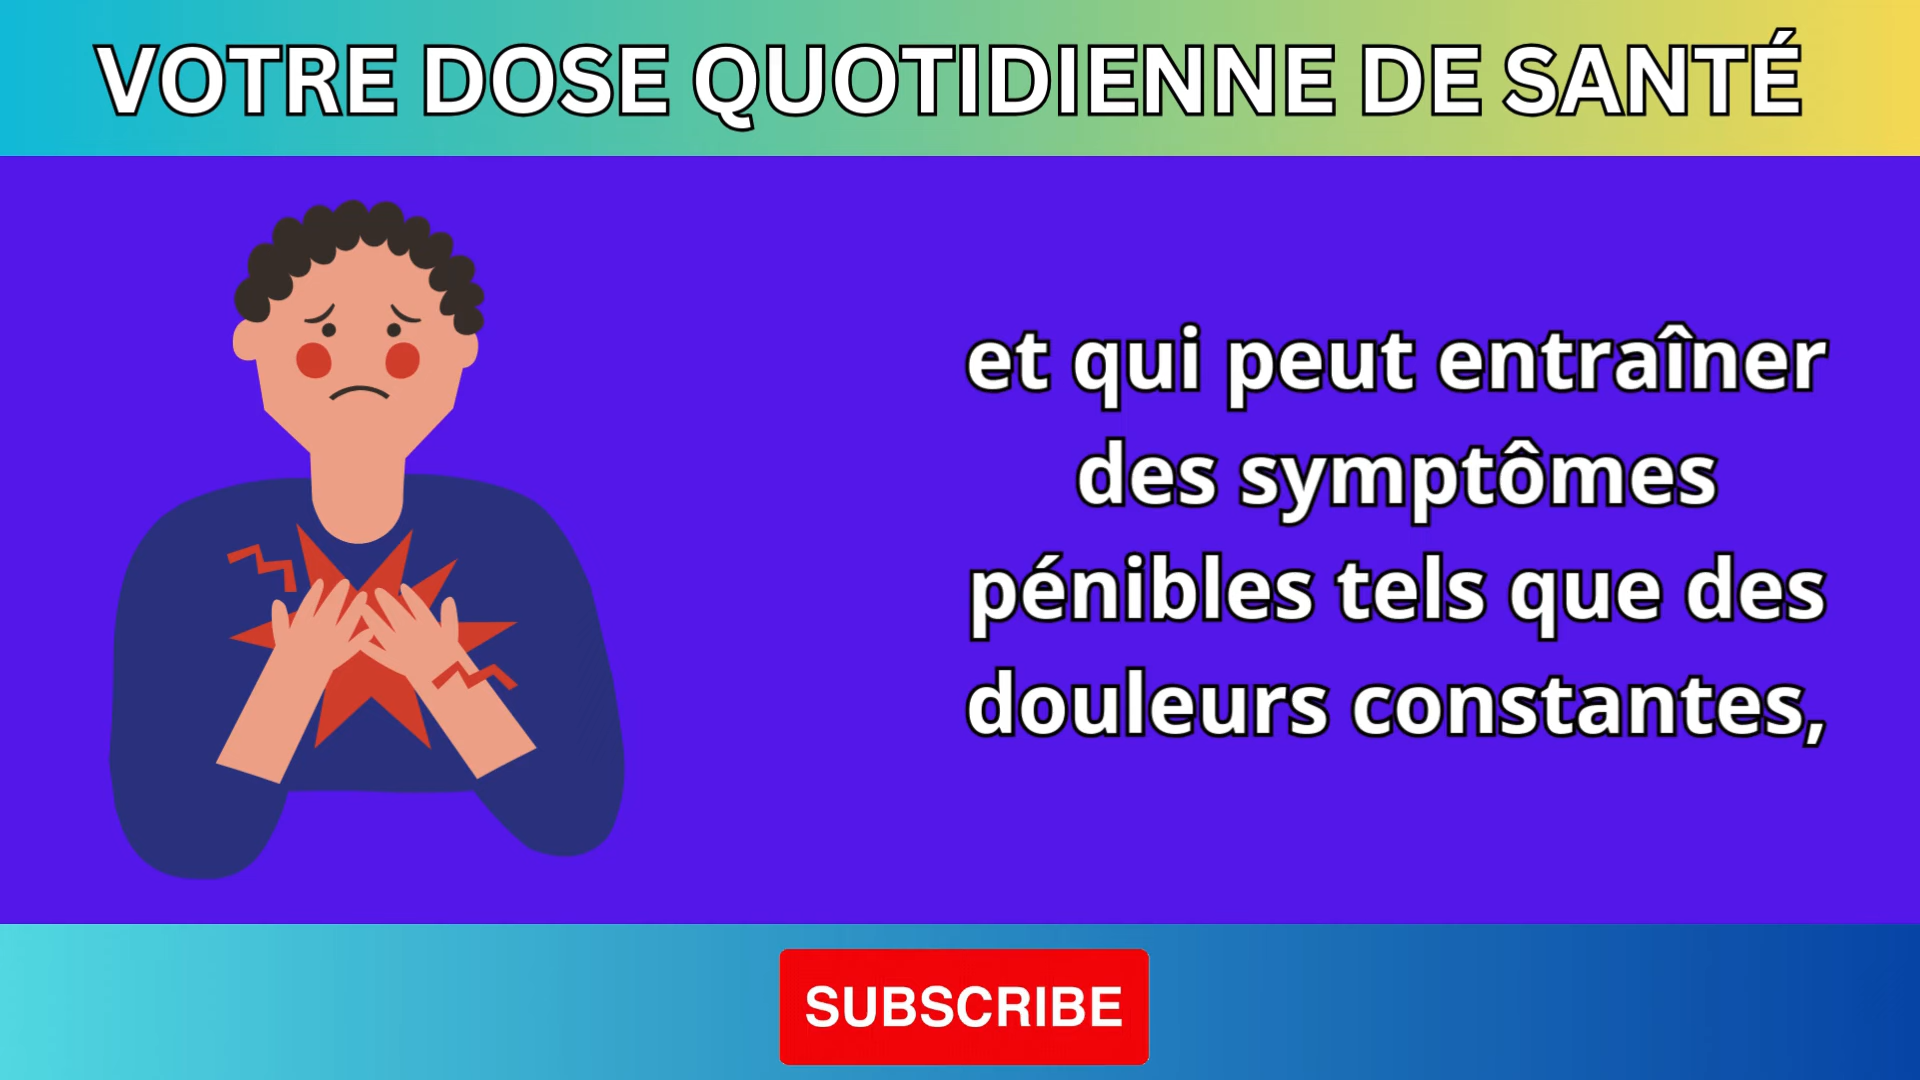 VOTRE DOSE QUOTIDIENNE DE SANTÉ
et qui peut entraîner
des symptômes
pénibles tels que des
douleurs constantes,
SUBSCRIBE